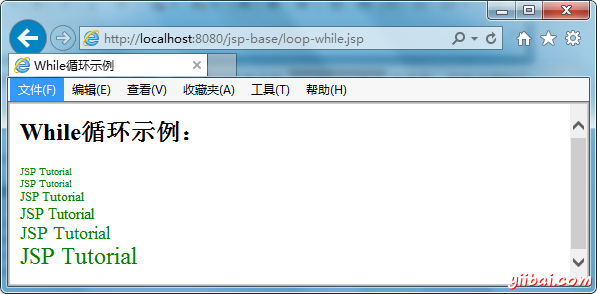 http://localhost:8080/jsp-base/loop-while.jsp
While循环示例
文件(F) 编辑(E) 查看(V) 收藏夹(A) 工具(T) 帮助(H)
While循环示例：
JSP Tutorial
JSP Tutorial
JSP Tutorial
JSP Tutorial
JSP Tutorial
JSP Tutorial
yiibai.com